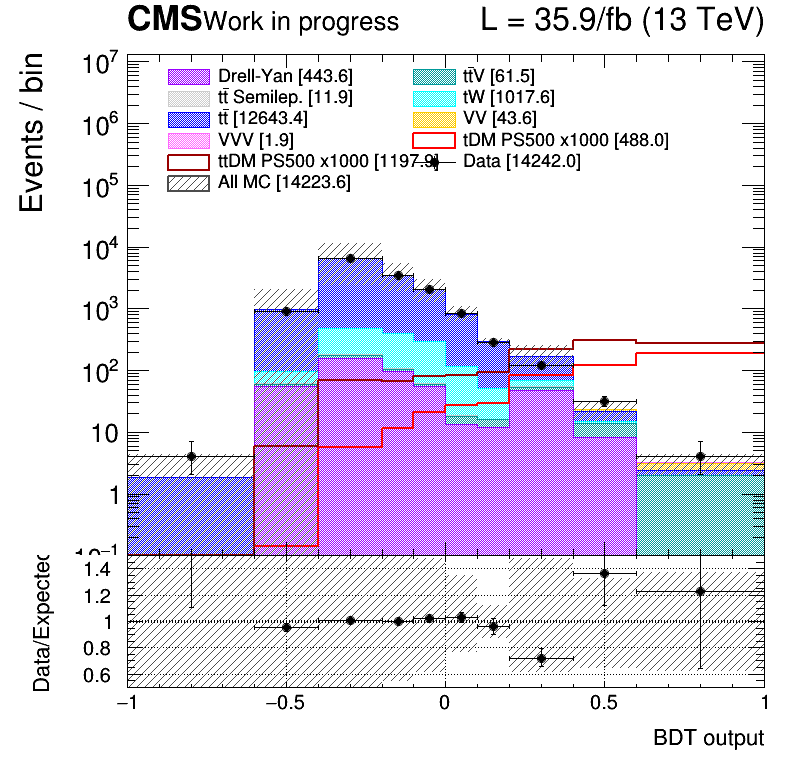 CMS Work in progress L = 35.9/fb (13 TeV)
Events / bin
10⁷
10⁶
10⁵
10⁴
10³
10²
10
1
10⁻¹
Drell-Yan [443.6]
tt̄V [61.5]
tt̄ Semilep. [11.9]
tW [1017.6]
tt̄ [12643.4]
VV [43.6]
VVV [1.9]
tDM PS500 x1000 [488.0]
ttDM PS500 x1000 [1197.9]
Data [14242.0]
All MC [14223.6]
Data/Expected
1.4
1.2
1
0.8
0.6
−1 −0.5 0 0.5 1
BDT output